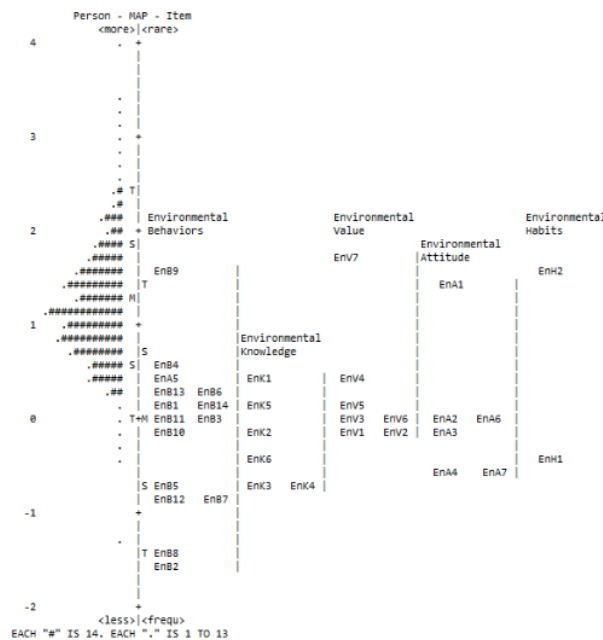 Person - MAP - Item
<more>|<rare>
4 . +
|
|
|
. |
. |
. |
3 . +
. |
. |
. |
.# T|
.# |
.### | Environmental Environmental Environmental
2 .## + Behaviors Value Habits
.#### S| Environmental
.##### | EnV7 |Attitude
.####### | EnB9 | | EnH2
.######### |T | EnA1 |
.####### M| | |
.############ | | |
1 .######### + | |
.########## | |Environmental |
.######## |S |Knowledge |
.##### S| EnB4 | |
.##### | EnA5 | EnK1 | EnV4 | |
.## | EnB13 EnB6 | | | |
. | EnB1 EnB14 | EnK5 | EnV5 | |
0 . T+M EnB11 EnB3 | | EnV3 EnV6 | EnA2 EnA6 |
. | EnB10 | EnK2 | EnV1 EnV2 | EnA3 |
. | | | |
. | | EnK6 | | EnH1
| | | EnA4 EnA7 |
|S EnB5 | EnK3 EnK4 |
| EnB12 EnB7 |
-1 + |
| |
. | |
|T EnB8 |
| EnB2 |
|
|
-2 +
<less>|<frequ>
EACH "#" IS 14. EACH "." IS 1 TO 13